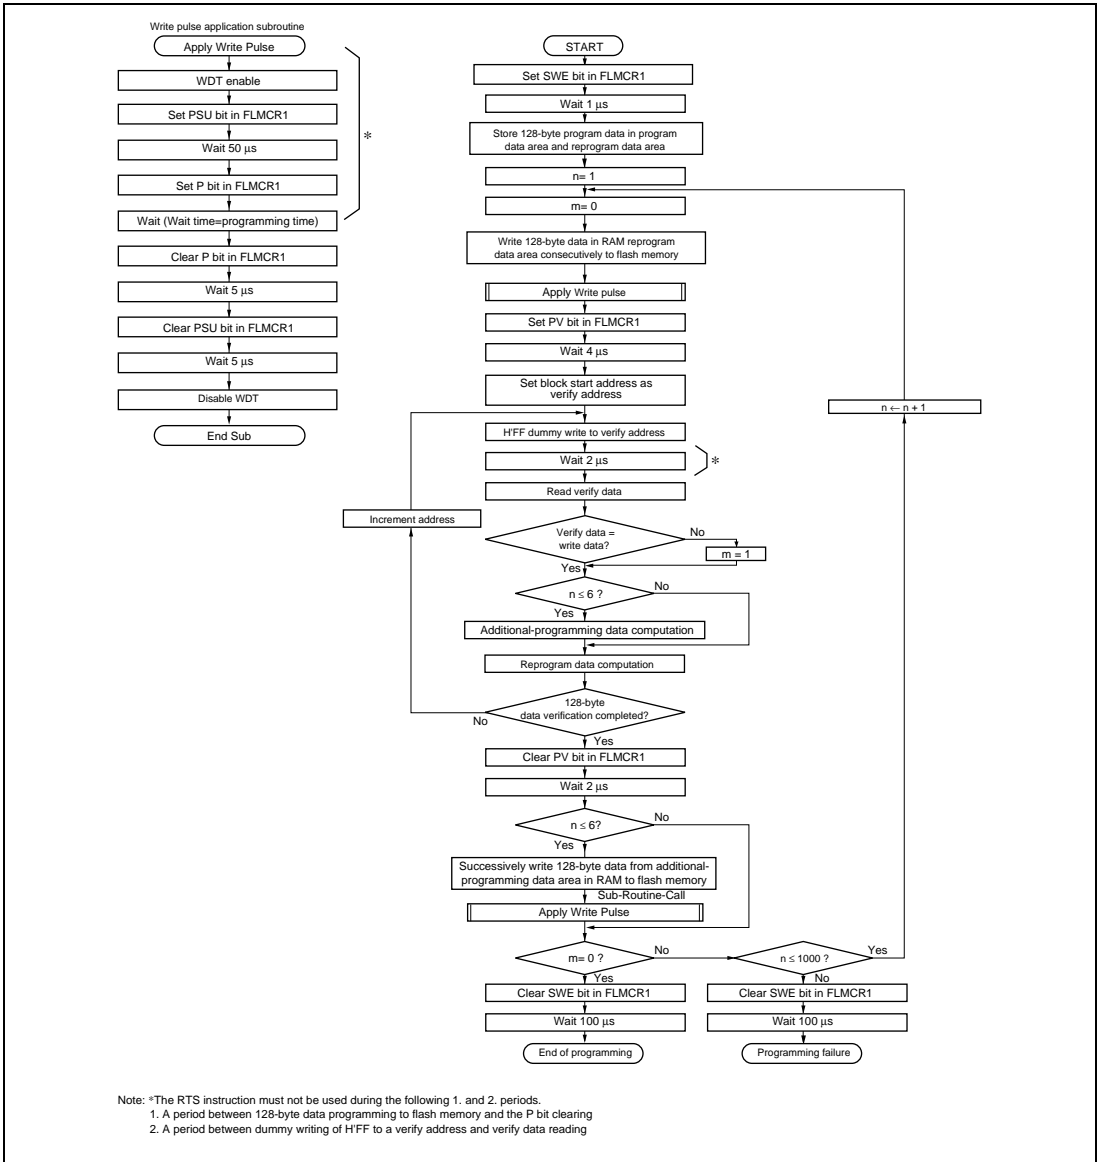 Write pulse application subroutine
Apply Write Pulse
WDT enable
Set PSU bit in FLMCR1
Wait 50 μs
Set P bit in FLMCR1
Wait (Wait time=programming time)
Clear P bit in FLMCR1
Wait 5 μs
Clear PSU bit in FLMCR1
Wait 5 μs
Disable WDT
End Sub
*
START
Set SWE bit in FLMCR1
Wait 1 μs
Store 128-byte program data in program
data area and reprogram data area
n= 1
m= 0
Write 128-byte data in RAM reprogram
data area consecutively to flash memory
Apply Write pulse
Set PV bit in FLMCR1
Wait 4 μs
Set block start address as
verify address
n ← n + 1
H'FF dummy write to verify address
Wait 2 μs
*
Read verify data
Increment address
Verify data =
write data?
No
m = 1
Yes
n ≤ 6 ?
No
Yes
Additional-programming data computation
Reprogram data computation
128-byte
data verification completed?
No
Yes
Clear PV bit in FLMCR1
Wait 2 μs
n ≤ 6?
No
Yes
Successively write 128-byte data from additional-
programming data area in RAM to flash memory
Sub-Routine-Call
Apply Write Pulse
m= 0 ?
No
n ≤ 1000 ?
Yes
Yes
No
Clear SWE bit in FLMCR1
Clear SWE bit in FLMCR1
Wait 100 μs
Wait 100 μs
End of programming
Programming failure
Note: *The RTS instruction must not be used during the following 1. and 2. periods.
1. A period between 128-byte data programming to flash memory and the P bit clearing
2. A period between dummy writing of H'FF to a verify address and verify data reading